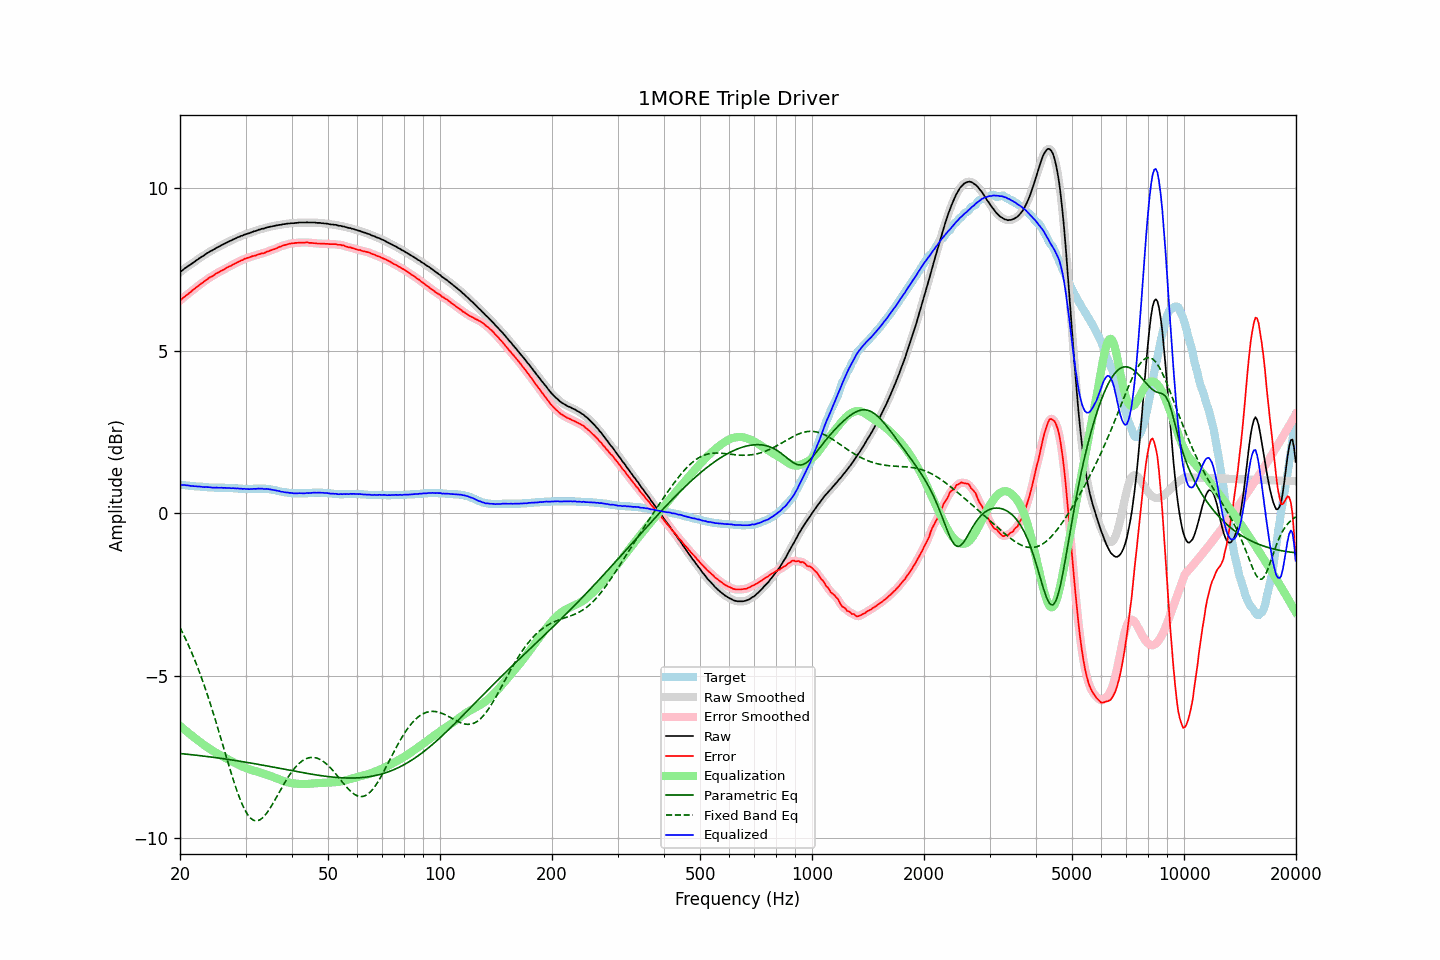 1MORE Triple Driver
Amplitude (dBr)
10
5
0
−5
−10
Target
Raw Smoothed
Error Smoothed
Raw
Error
Equalization
Parametric Eq
Fixed Band Eq
Equalized
20 50 100 200 500 1000 2000 5000 10000 20000
Frequency (Hz)